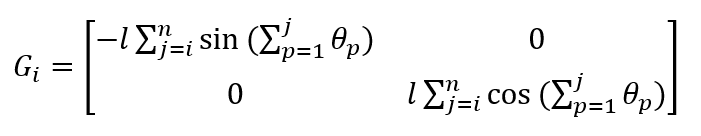 G_i = [ −l ∑_{j=i}^{n} sin (∑_{p=1}^{j} θ_p)   0
0   l ∑_{j=i}^{n} cos (∑_{p=1}^{j} θ_p) ]